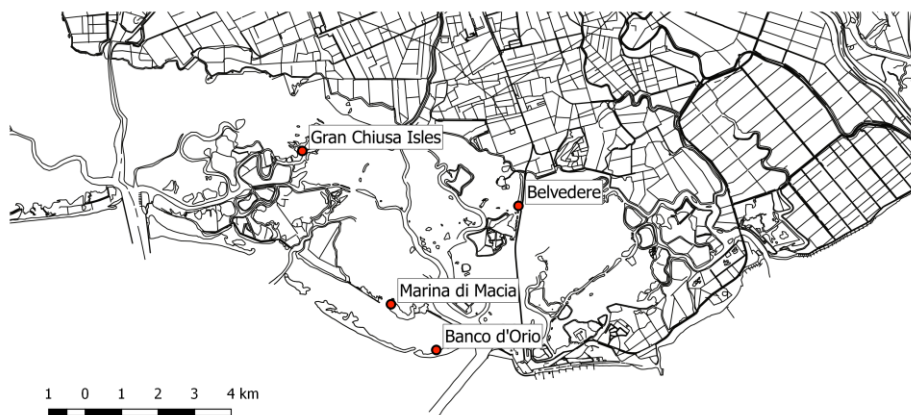 Gran Chiusa Isles
Belvedere
Marina di Macia
Banco d'Orio
1 0 1 2 3 4 km